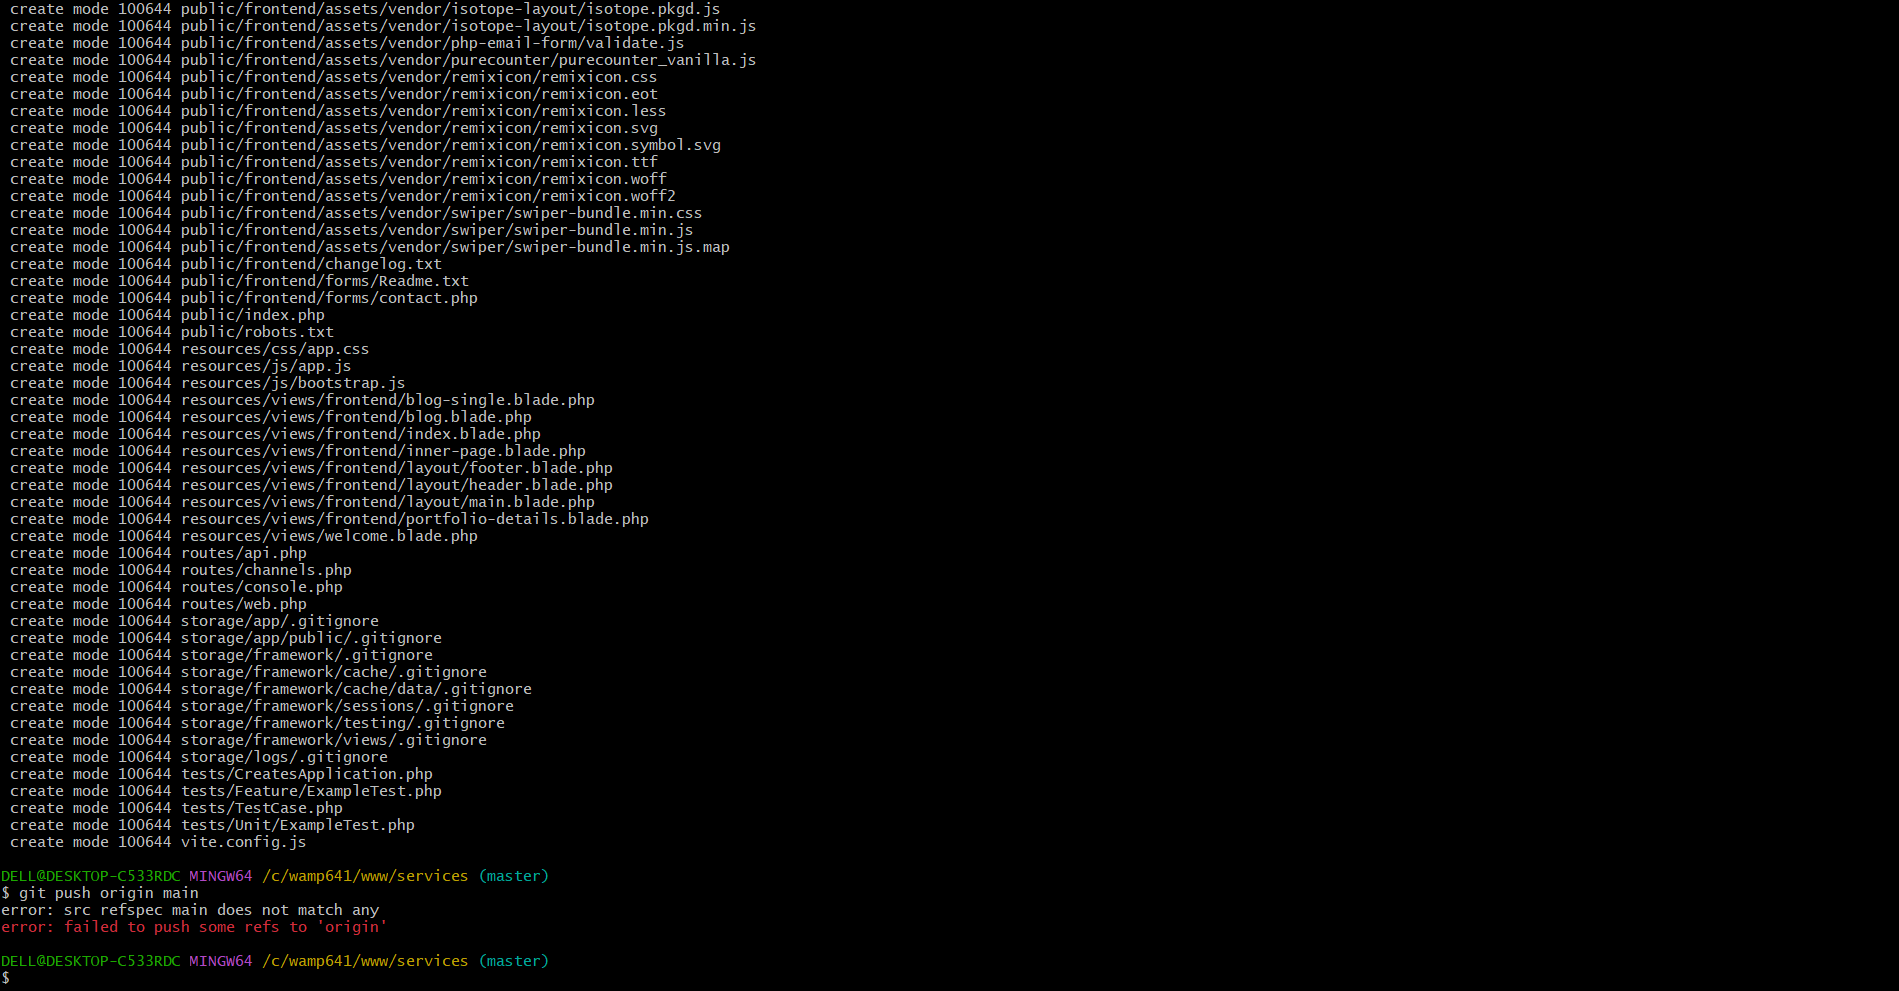 create mode 100644 public/frontend/assets/vendor/isotope-layout/isotope.pkgd.js
create mode 100644 public/frontend/assets/vendor/isotope-layout/isotope.pkgd.min.js
create mode 100644 public/frontend/assets/vendor/php-email-form/validate.js
create mode 100644 public/frontend/assets/vendor/purecounter/purecounter_vanilla.js
create mode 100644 public/frontend/assets/vendor/remixicon/remixicon.css
create mode 100644 public/frontend/assets/vendor/remixicon/remixicon.eot
create mode 100644 public/frontend/assets/vendor/remixicon/remixicon.less
create mode 100644 public/frontend/assets/vendor/remixicon/remixicon.svg
create mode 100644 public/frontend/assets/vendor/remixicon/remixicon.symbol.svg
create mode 100644 public/frontend/assets/vendor/remixicon/remixicon.ttf
create mode 100644 public/frontend/assets/vendor/remixicon/remixicon.woff
create mode 100644 public/frontend/assets/vendor/remixicon/remixicon.woff2
create mode 100644 public/frontend/assets/vendor/swiper/swiper-bundle.min.css
create mode 100644 public/frontend/assets/vendor/swiper/swiper-bundle.min.js
create mode 100644 public/frontend/assets/vendor/swiper/swiper-bundle.min.js.map
create mode 100644 public/frontend/changelog.txt
create mode 100644 public/frontend/forms/Readme.txt
create mode 100644 public/frontend/forms/contact.php
create mode 100644 public/index.php
create mode 100644 public/robots.txt
create mode 100644 resources/css/app.css
create mode 100644 resources/js/app.js
create mode 100644 resources/js/bootstrap.js
create mode 100644 resources/views/frontend/blog-single.blade.php
create mode 100644 resources/views/frontend/blog.blade.php
create mode 100644 resources/views/frontend/index.blade.php
create mode 100644 resources/views/frontend/inner-page.blade.php
create mode 100644 resources/views/frontend/layout/footer.blade.php
create mode 100644 resources/views/frontend/layout/header.blade.php
create mode 100644 resources/views/frontend/layout/main.blade.php
create mode 100644 resources/views/frontend/portfolio-details.blade.php
create mode 100644 resources/views/welcome.blade.php
create mode 100644 routes/api.php
create mode 100644 routes/channels.php
create mode 100644 routes/console.php
create mode 100644 routes/web.php
create mode 100644 storage/app/.gitignore
create mode 100644 storage/app/public/.gitignore
create mode 100644 storage/framework/.gitignore
create mode 100644 storage/framework/cache/.gitignore
create mode 100644 storage/framework/cache/data/.gitignore
create mode 100644 storage/framework/sessions/.gitignore
create mode 100644 storage/framework/testing/.gitignore
create mode 100644 storage/framework/views/.gitignore
create mode 100644 storage/logs/.gitignore
create mode 100644 tests/CreatesApplication.php
create mode 100644 tests/Feature/ExampleTest.php
create mode 100644 tests/TestCase.php
create mode 100644 tests/Unit/ExampleTest.php
create mode 100644 vite.config.js
DELL@DESKTOP-C533RDC MINGW64 /c/wamp641/www/services (master)
$ git push origin main
error: src refspec main does not match any
error: failed to push some refs to 'origin'
DELL@DESKTOP-C533RDC MINGW64 /c/wamp641/www/services (master)
$